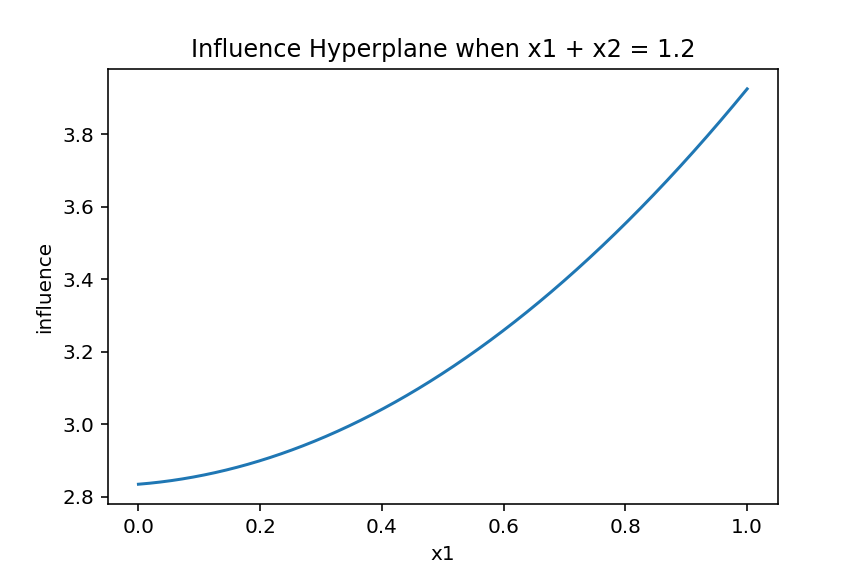 Influence Hyperplane when x1 + x2 = 1.2
3.8
3.6
3.4
3.2
3.0
2.8
influence
0.0 0.2 0.4 0.6 0.8 1.0
x1